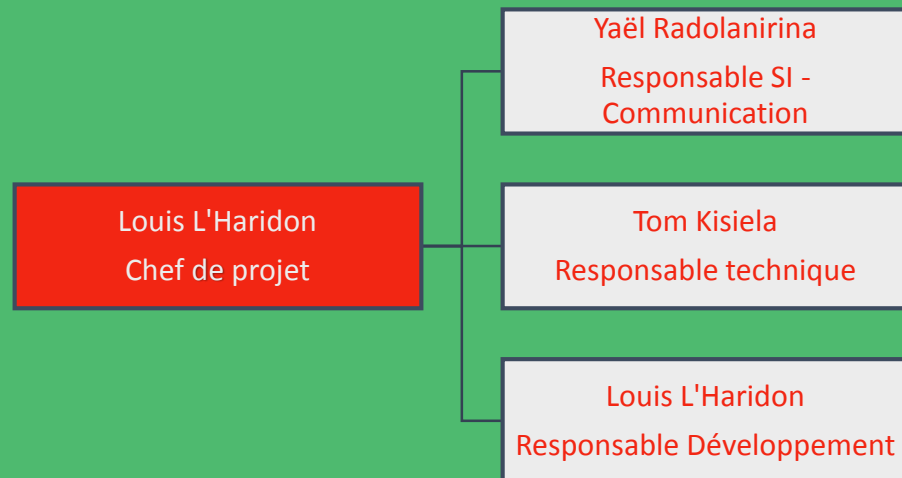 Yaël Radolanirina
Responsable SI -
Communication
Louis L'Haridon
Chef de projet
Tom Kisiela
Responsable technique
Louis L'Haridon
Responsable Développement